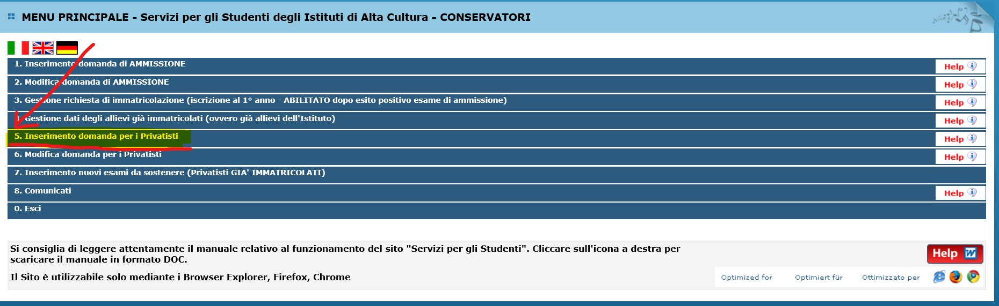 MENU PRINCIPALE - Servizi per gli Studenti degli Istituti di Alta Cultura - CONSERVATORI
1. Inserimento domanda di AMMISSIONE
Help
2. Modifica domanda di AMMISSIONE
Help
3. Gestione richiesta di immatricolazione (iscrizione al 1° anno - ABILITATO dopo esito positivo esame di ammissione)
Help
4. Gestione dati degli allievi già immatricolati (ovvero già allievi dell'Istituto)
Help
5. Inserimento domanda per i Privatisti
Help
6. Modifica domanda per i Privatisti
Help
7. Inserimento nuovi esami da sostenere (Privatisti GIA' IMMATRICOLATI)
8. Comunicati
Help
0. Esci
Si consiglia di leggere attentamente il manuale relativo al funzionamento del sito "Servizi per gli Studenti". Cliccare sull'icona a destra per
scaricare il manuale in formato DOC.
Help
Il Sito è utilizzabile solo mediante i Browser Explorer, Firefox, Chrome
Optimized for Optimiert für Ottimizzato per